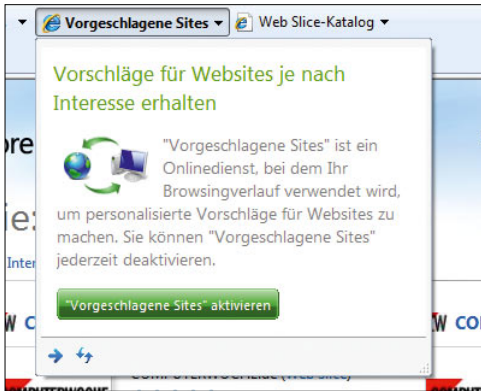 Vorgeschlagene Sites Web Slice-Katalog
Vorschläge für Websites je nach
Interesse erhalten
"Vorgeschlagene Sites" ist ein
Onlinedienst, bei dem Ihr
Browsingverlauf verwendet wird,
um personalisierte Vorschläge für Websites zu
machen. Sie können "Vorgeschlagene Sites"
jederzeit deaktivieren.
"Vorgeschlagene Sites" aktivieren